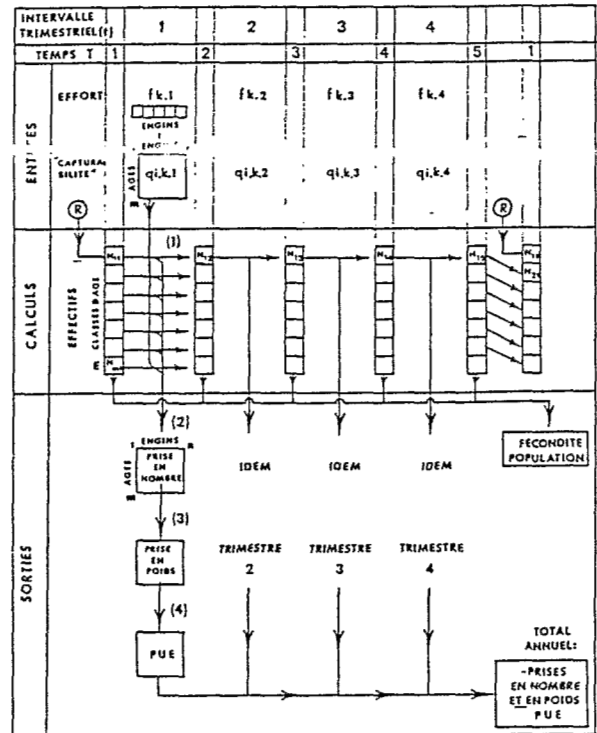 INTERVALLE
TRIMESTRIEL(t) 1 2 3 4
TEMPS T 1 2 3 4 5 1
ENTREES
EFFORT fk.1 fk.2 fk.3 fk.4
ENGINS
"CAPTURABILITÉ" AGES m qi.k.1 qi.k.2 qi.k.3 qi.k.4
R R
CALCULS
EFFECTIFS
CLASSES D'AGE
(1)
N11 N12 N13 N14 N15
N21
m
SORTIES
(2)
1 ENGINS
FECONDITE
POPULATION
AGES
m
PRISE
EN
NOMBRE
IDEM IDEM IDEM
(3)
PRISE
EN
POIDS
TRIMESTRE TRIMESTRE TRIMESTRE
2 3 4
(4)
PUE
TOTAL
ANNUEL:
-PRISES
EN NOMBRE
ET EN POIDS
PUE